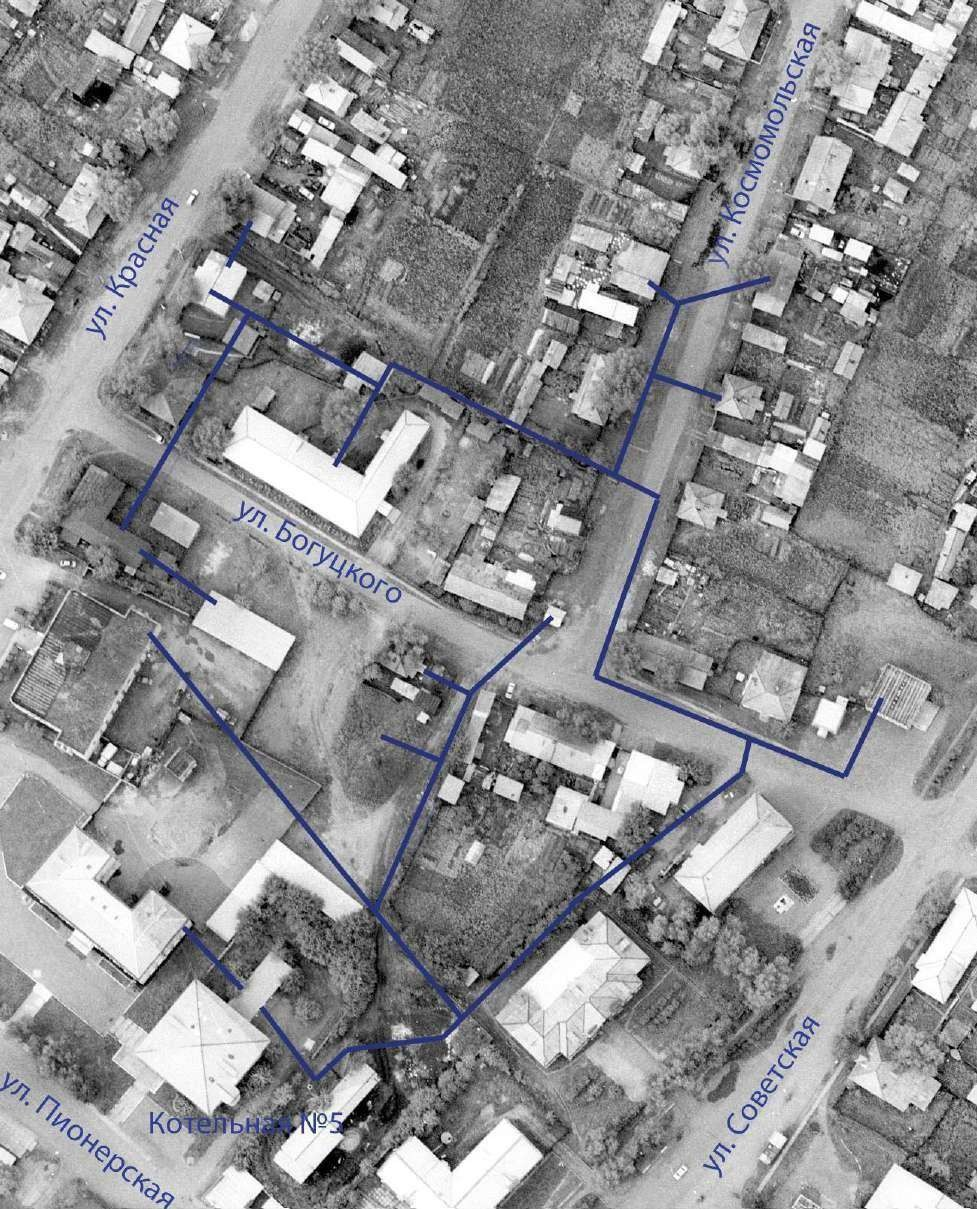 ул. Космомольская
ул. Красная
ул. Богуцкого
ул. Советская
ул. Пионерская
Котельная №5